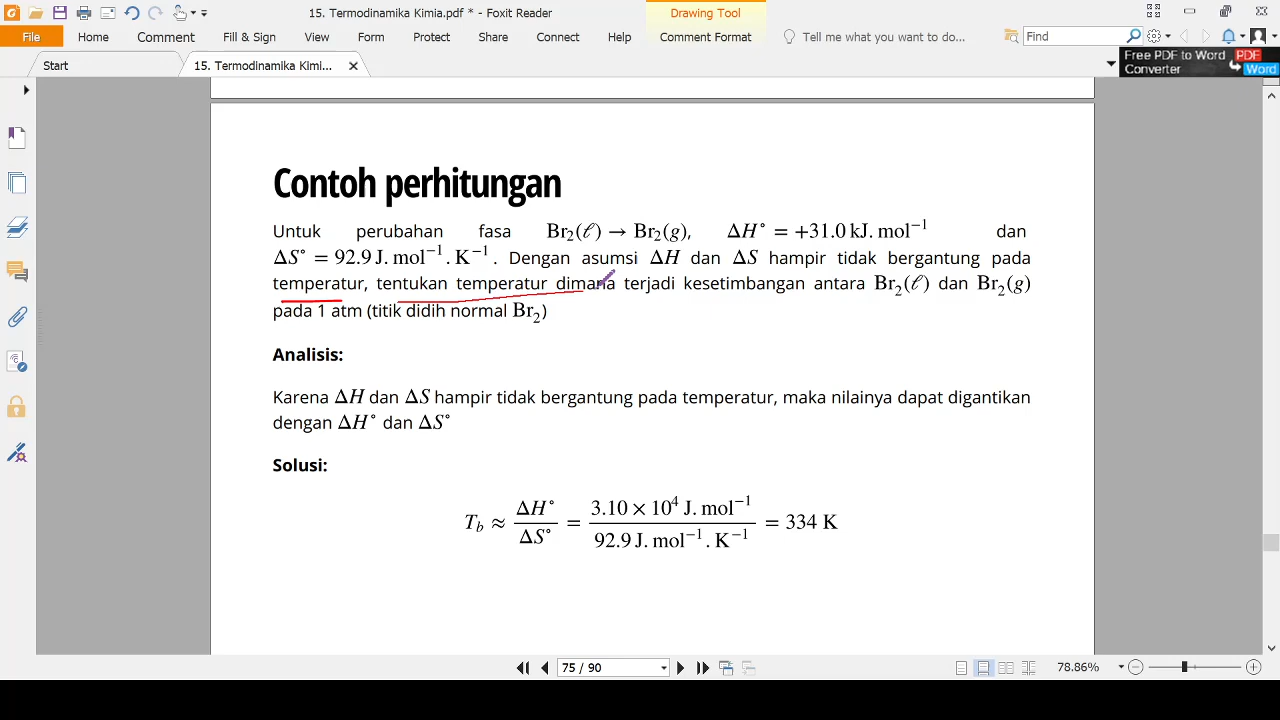 15. Termodinamika Kimia.pdf * - Foxit Reader
Drawing Tool
File Home Comment Fill & Sign View Form Protect Share Connect Help Comment Format Tell me what you want to do... Find
Start 15. Termodinamika Kimi...
Free PDF to Word Converter PDF Word
Contoh perhitungan
Untuk perubahan fasa Br₂(ℓ) → Br₂(g), ΔH° = +31.0 kJ. mol⁻¹ dan
ΔS° = 92.9 J. mol⁻¹. K⁻¹. Dengan asumsi ΔH dan ΔS hampir tidak bergantung pada
temperatur, tentukan temperatur dimana terjadi kesetimbangan antara Br₂(ℓ) dan Br₂(g)
pada 1 atm (titik didih normal Br₂)
Analisis:
Karena ΔH dan ΔS hampir tidak bergantung pada temperatur, maka nilainya dapat digantikan
dengan ΔH° dan ΔS°
Solusi:
T_b ≈ ΔH°/ΔS° = 3.10 × 10⁴ J. mol⁻¹ / 92.9 J. mol⁻¹. K⁻¹ = 334 K
75 / 90 78.86%